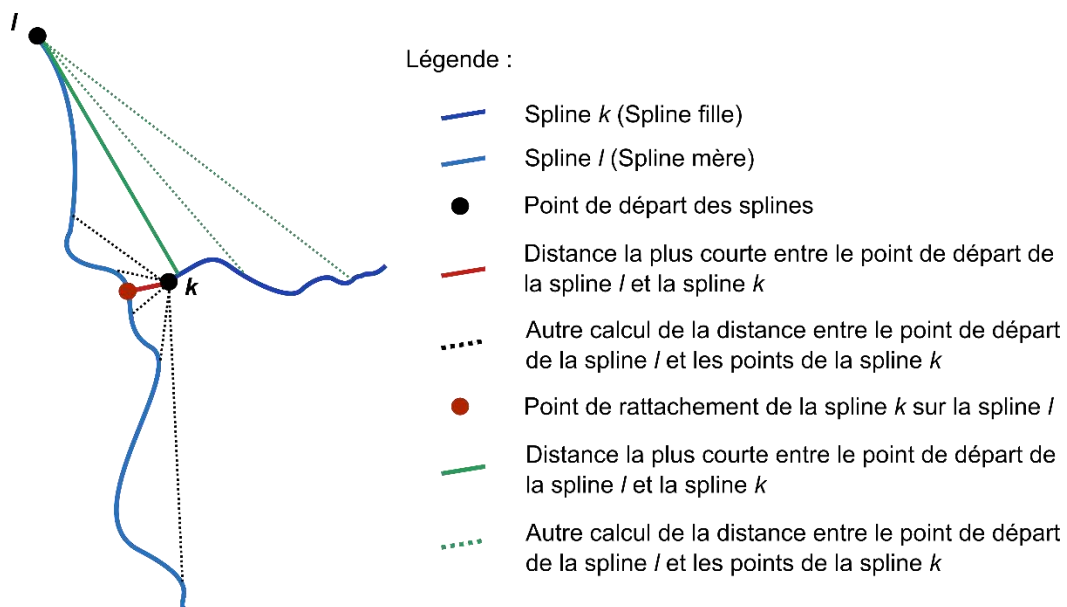 l
Légende :
Spline k (Spline fille)
Spline l (Spline mère)
Point de départ des splines
Distance la plus courte entre le point de départ de
la spline l et la spline k
k
Autre calcul de la distance entre le point de départ
de la spline l et les points de la spline k
Point de rattachement de la spline k sur la spline l
Distance la plus courte entre le point de départ de
la spline l et la spline k
Autre calcul de la distance entre le point de départ
de la spline l et les points de la spline k